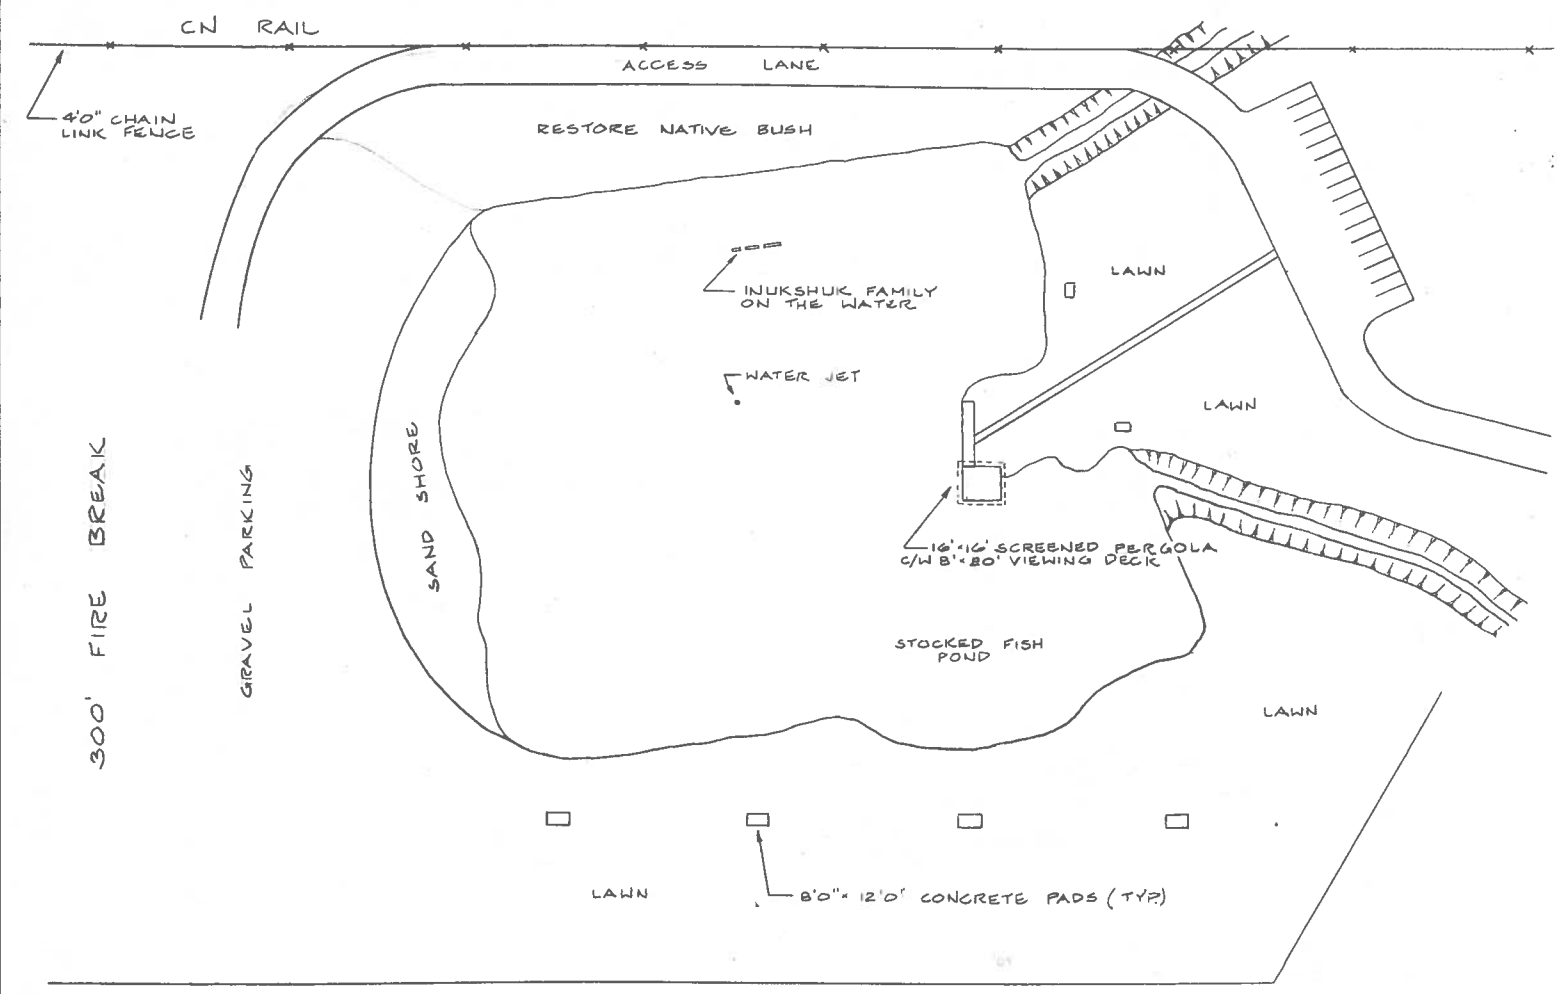 CN RAIL
ACCESS LANE
4'0" CHAIN
LINK FENCE
RESTORE NATIVE BUSH
INUKSHUK FAMILY
ON THE WATER
LAWN
WATER JET
LAWN
SAND SHORE
300' FIRE BREAK
GRAVEL PARKING
16'x16' SCREENED PERGOLA
C/W 8'x20' VIEWING DECK
STOCKED FISH
POND
LAWN
LAWN
8'0"x 12'0" CONCRETE PADS (TYP.)